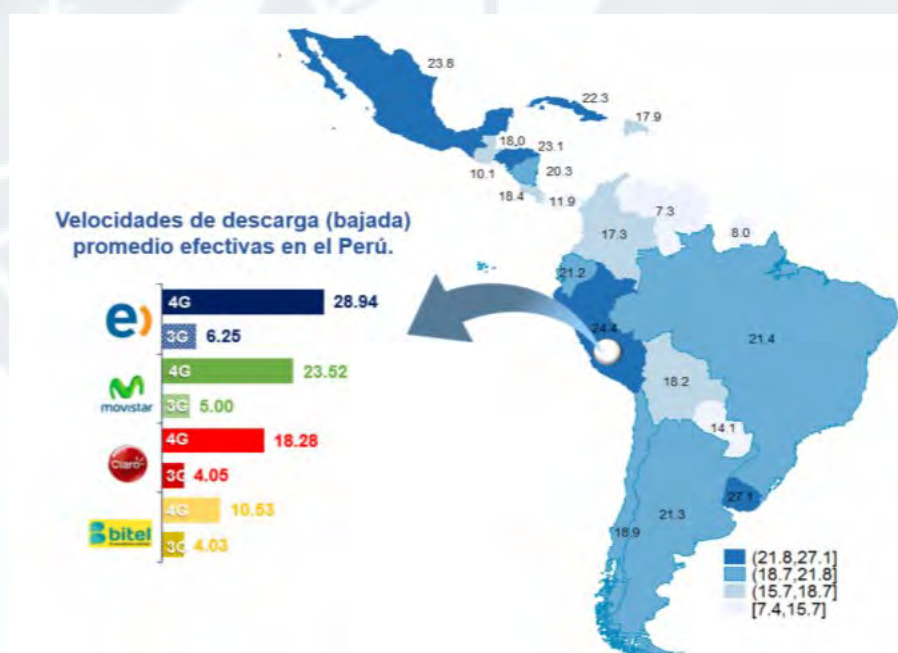 23.8
22.3
17.9
18.0
23.1
10.1
20.3
18.4
11.9
7.3
8.0
17.3
21.2
24.4
21.4
18.2
14.1
27.1
21.3
18.9
Velocidades de descarga (bajada)
promedio efectivas en el Perú.
e)
4G 28.94
3G 6.25
movistar
4G 23.52
3G 5.00
Claro
4G 18.28
3G 4.05
bitel
4G 10.53
3G 4.03
(21.8,27.1]
(18.7,21.8]
(15.7,18.7]
[7.4,15.7]